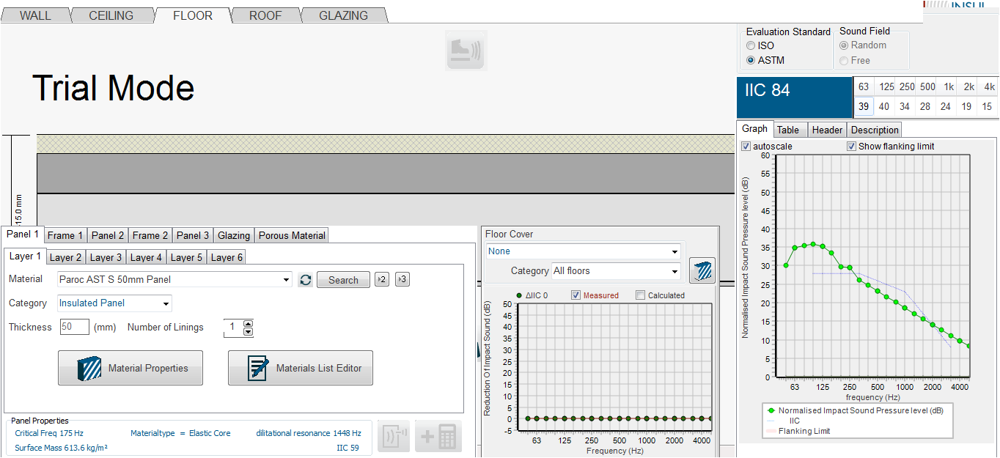 WALL CEILING FLOOR ROOF GLAZING
INSUL
Evaluation Standard Sound Field
ISO Random
ASTM Free
Trial Mode
IIC 84
63 125 250 500 1k 2k 4k
39 40 34 28 24 19 15
Graph Table Header Description
autoscale Show flanking limit
60
55
50
45
40
35
30
25
20
15
10
5
0
Normalised Impact Sound Pressure level (dB)
63 125 250 500 1000 2000 4000
frequency (Hz)
Normalised Impact Sound Pressure level (dB)
IIC
Flanking Limit
15.0 mm
Panel 1 Frame 1 Panel 2 Frame 2 Panel 3 Glazing Porous Material
Layer 1 Layer 2 Layer 3 Layer 4 Layer 5 Layer 6
Material Paroc AST S 50mm Panel Search 2 3
Category Insulated Panel
Thickness 50 (mm) Number of Linings 1
Material Properties Materials List Editor
Panel Properties
Critical Freq 175 Hz Materialtype = Elastic Core dilitational resonance 1448 Hz
Surface Mass 613.6 kg/m² IIC 59
Floor Cover
None
Category All floors
ΔIIC 0 Measured Calculated
50
45
40
35
30
25
20
15
10
5
0
-5
Reduction Of Impact Sound (dB)
63 125 250 500 1000 2000 4000
Frequency (Hz)